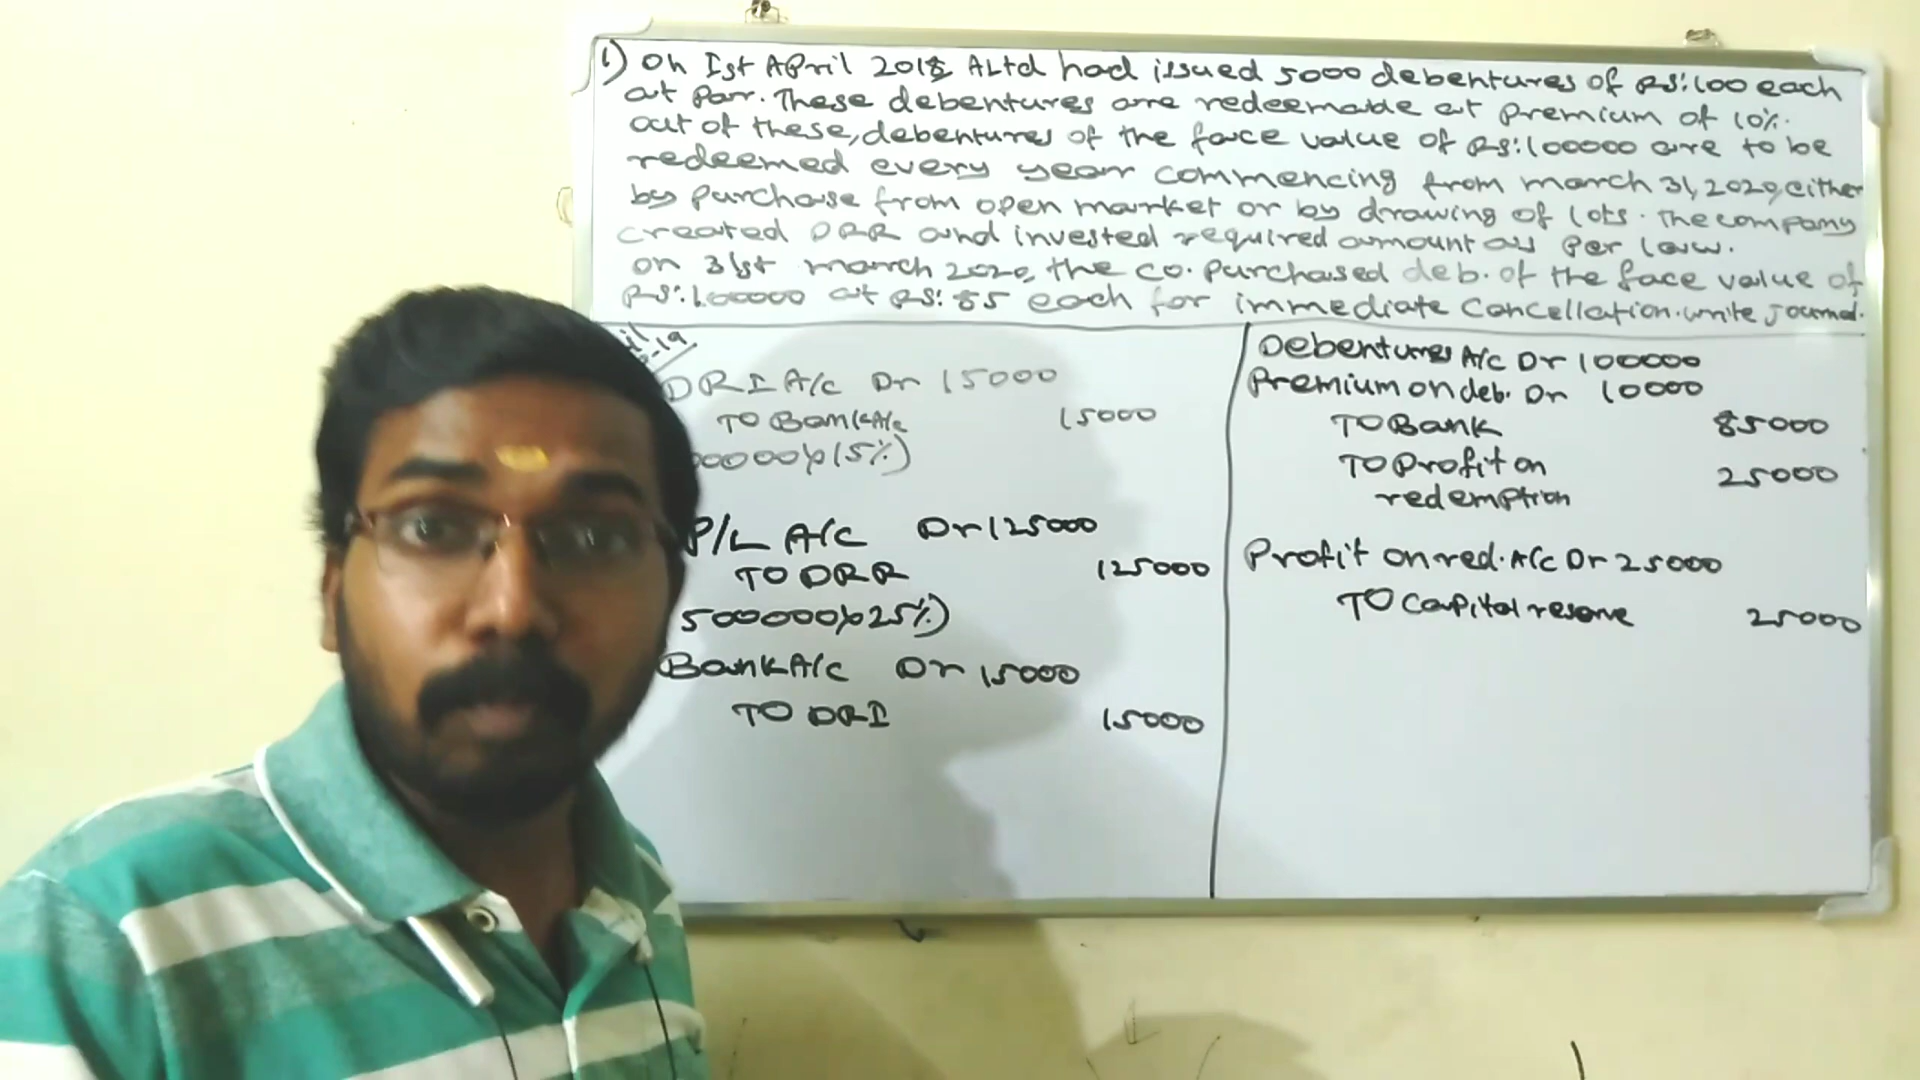 1) On 1st April 2018 A Ltd had issued 5000 debentures of Rs:100 each
at par. These debentures are redeemable at premium of 10%.
out of these, debentures of the face value of Rs:100000 are to be
redeemed every year commencing from march 31, 2020, either
by purchase from open market or by drawing of lots. The company
created DRR and invested required amount as per law.
on 31st march 2020, the co. purchased deb. of the face value of
Rs:100000 at Rs:85 each for immediate cancellation. write journal.
DRI A/c Dr 15000
TO Bank A/c 15000
00000x15%)
P/L A/c Dr 125000
TO DRR 125000
500000x25%)
Bank A/c Dr 15000
TO DRI 15000
Debentures A/c Dr 100000
Premium on deb. Dr 10000
TO Bank 85000
TO Profit on 25000
redemption
Profit on red. A/c Dr 25000
TO Capital reserve 25000